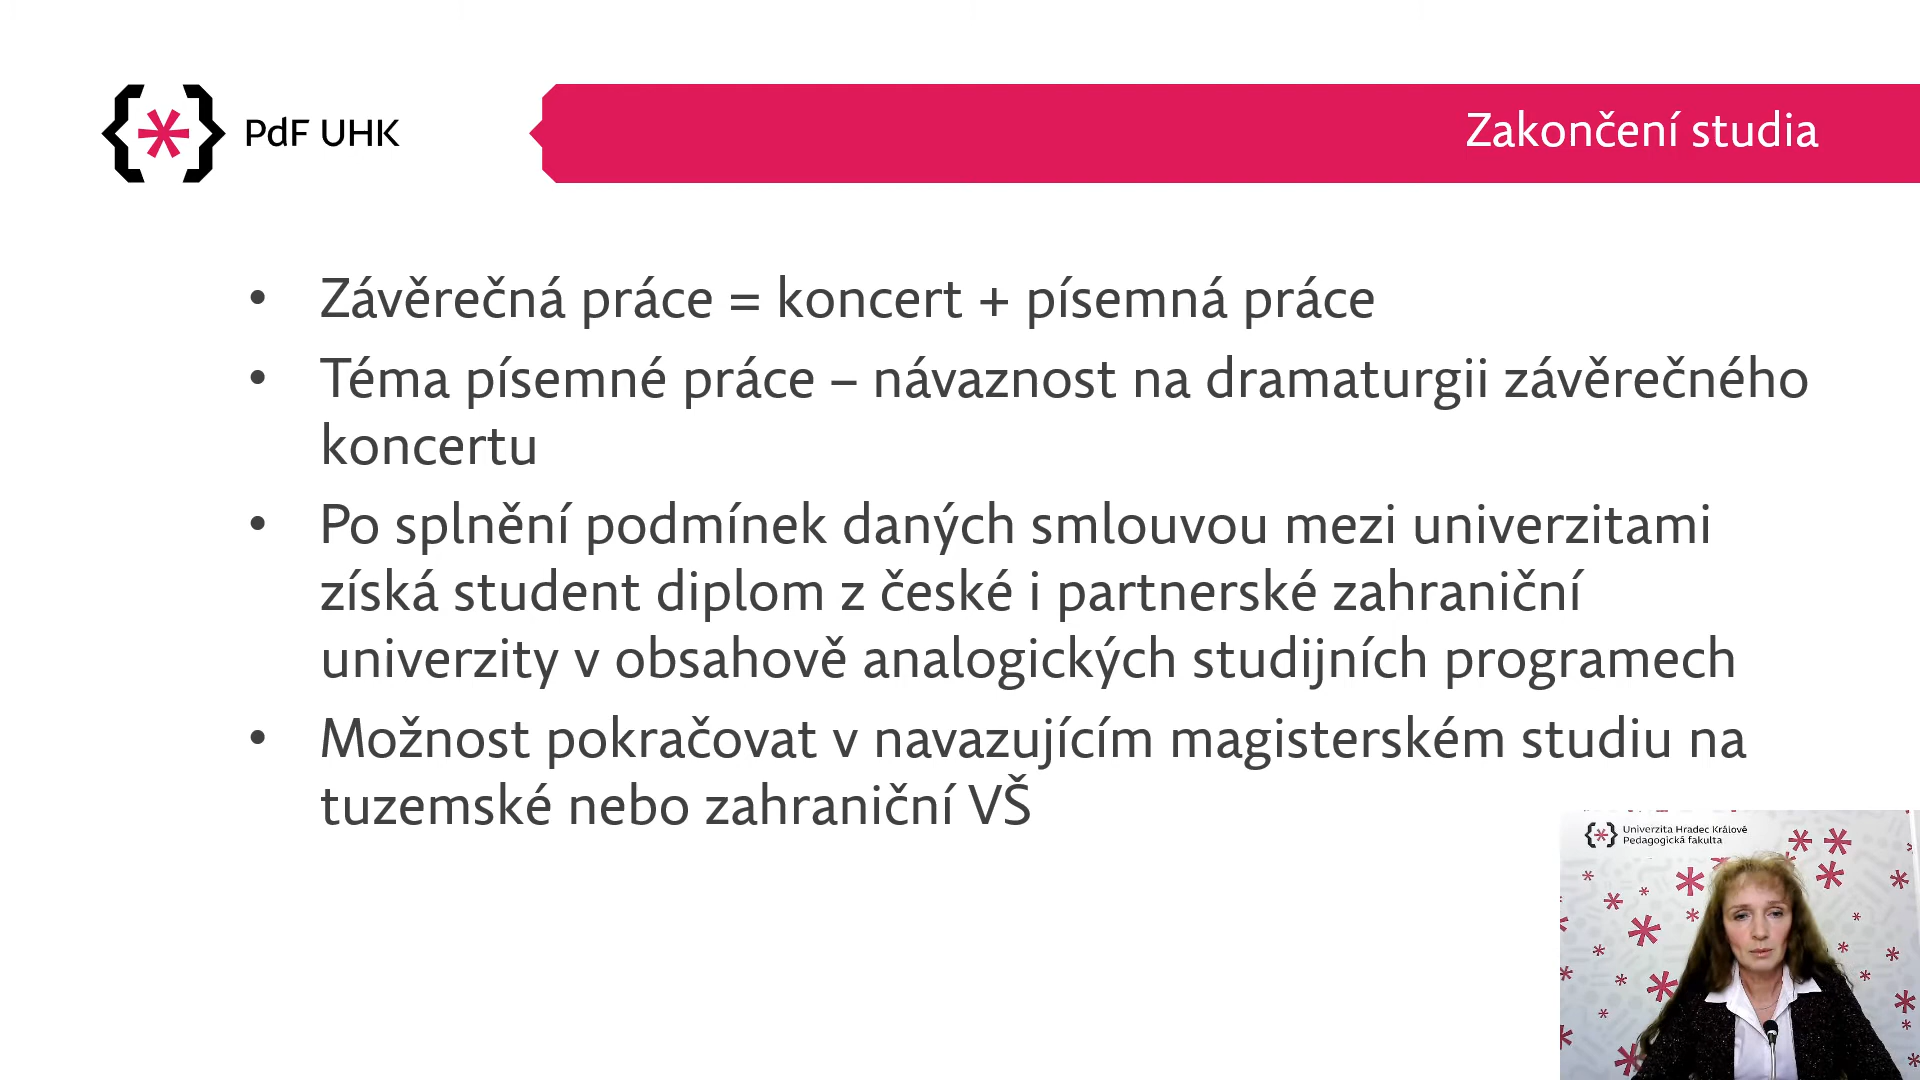 PdF UHK
Zakončení studia
• Závěrečná práce = koncert + písemná práce
• Téma písemné práce – návaznost na dramaturgii závěrečného
koncertu
• Po splnění podmínek daných smlouvou mezi univerzitami
získá student diplom z české i partnerské zahraniční
univerzity v obsahově analogických studijních programech
• Možnost pokračovat v navazujícím magisterském studiu na
tuzemské nebo zahraniční VŠ
Univerzita Hradec Králové
Pedagogická fakulta